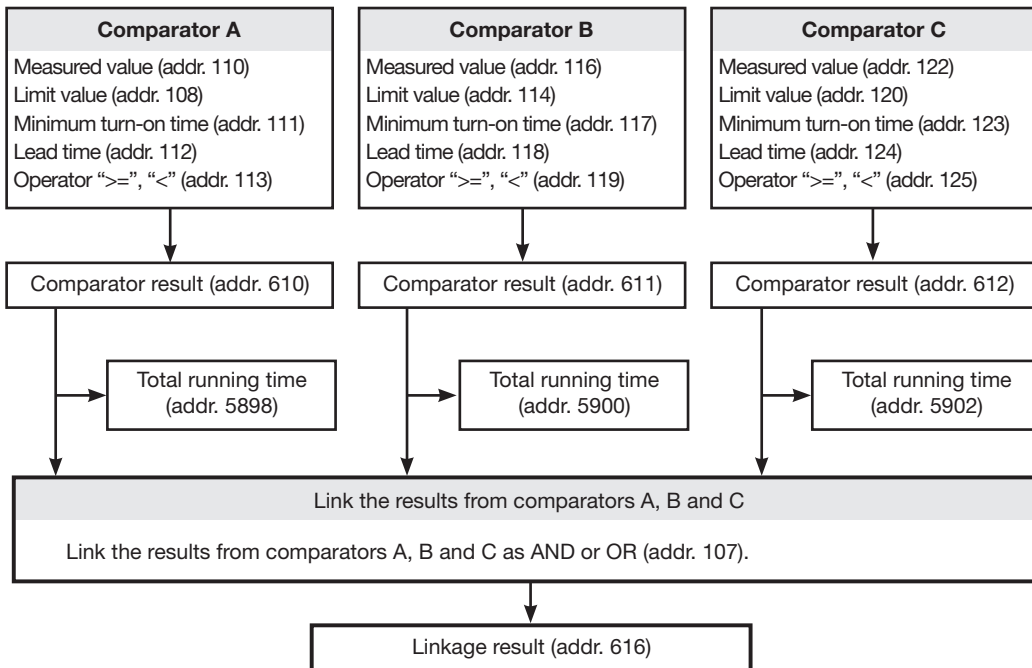 Comparator A
Measured value (addr. 110)
Limit value (addr. 108)
Minimum turn-on time (addr. 111)
Lead time (addr. 112)
Operator “>=”, “<” (addr. 113)
Comparator B
Measured value (addr. 116)
Limit value (addr. 114)
Minimum turn-on time (addr. 117)
Lead time (addr. 118)
Operator “>=”, “<” (addr. 119)
Comparator C
Measured value (addr. 122)
Limit value (addr. 120)
Minimum turn-on time (addr. 123)
Lead time (addr. 124)
Operator “>=”, “<” (addr. 125)
Comparator result (addr. 610)
Comparator result (addr. 611)
Comparator result (addr. 612)
Total running time
(addr. 5898)
Total running time
(addr. 5900)
Total running time
(addr. 5902)
Link the results from comparators A, B and C
Link the results from comparators A, B and C as AND or OR (addr. 107).
Linkage result (addr. 616)